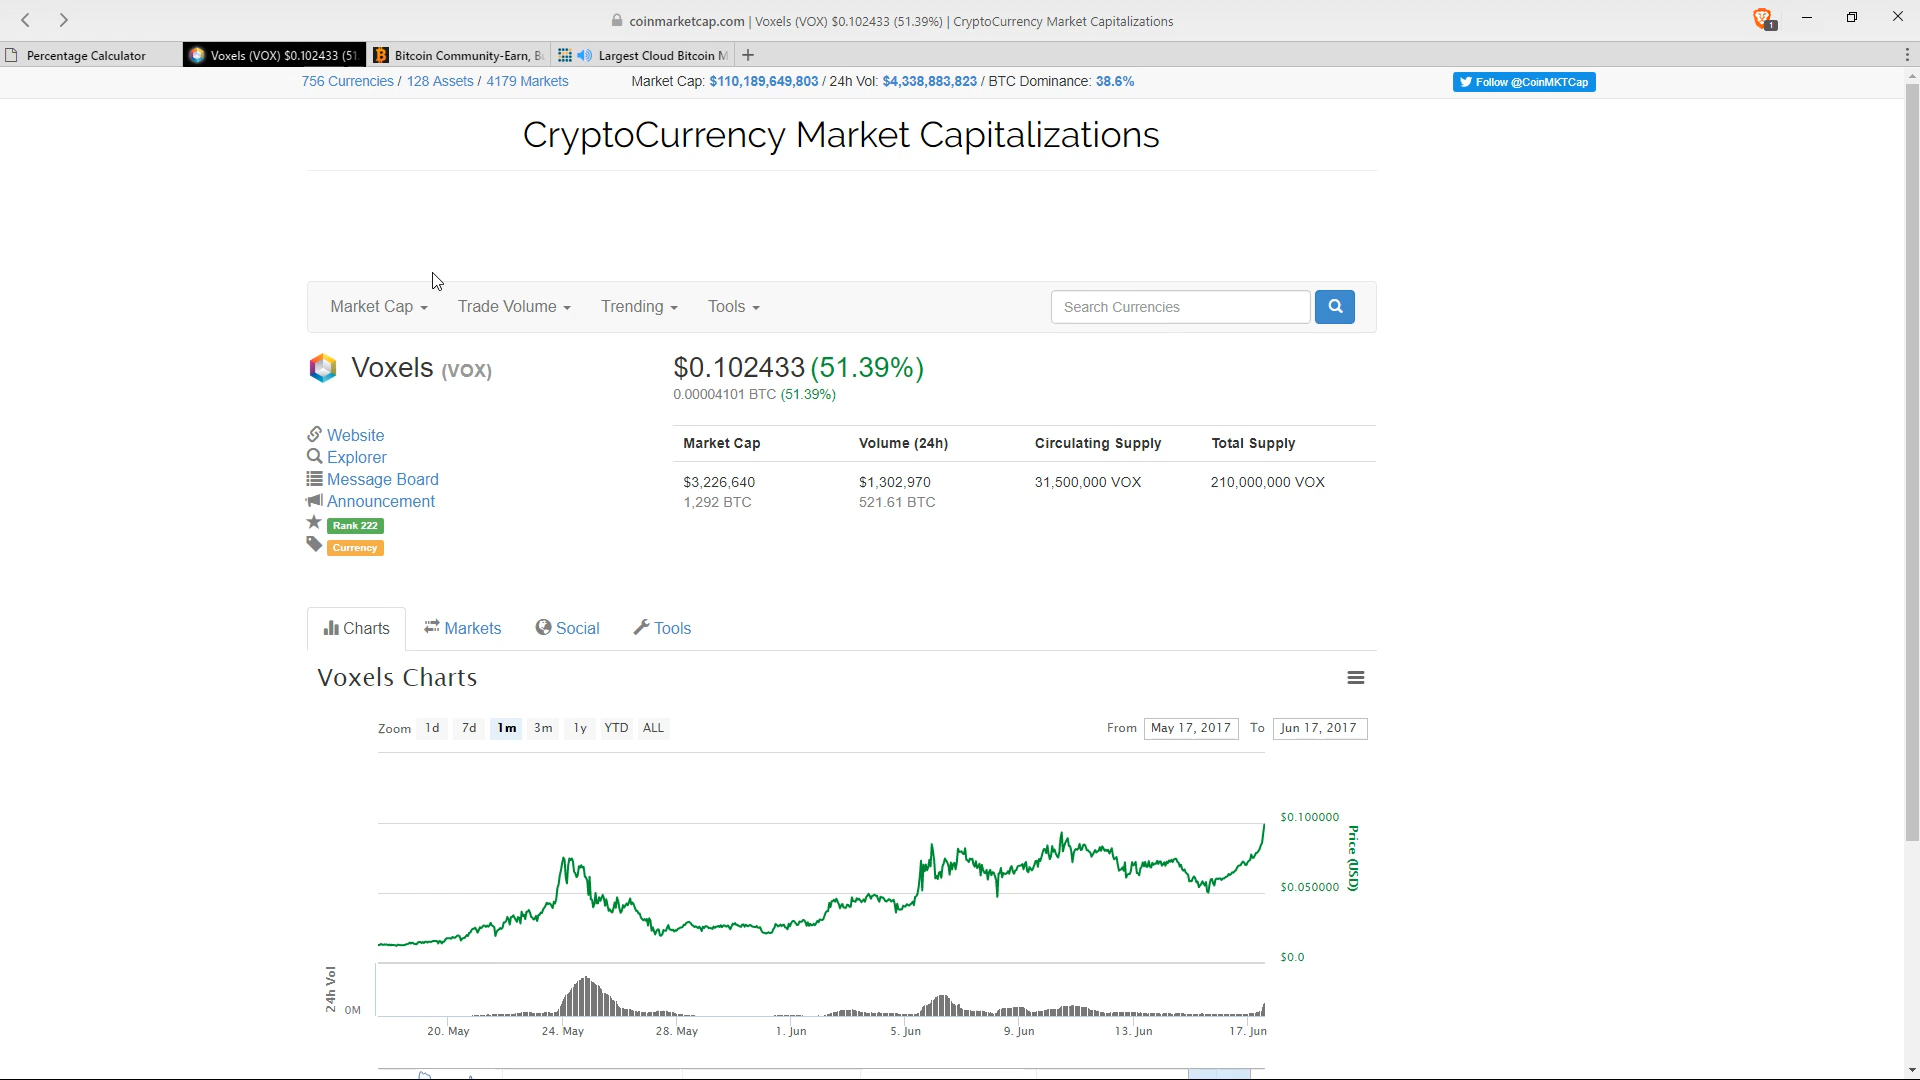 coinmarketcap.com | Voxels (VOX) $0.102433 (51.39%) | CryptoCurrency Market Capitalizations
1
Percentage Calculator
Voxels (VOX) $0.102433 (51
Bitcoin Community-Earn, B
Largest Cloud Bitcoin M
756 Currencies / 128 Assets / 4179 Markets
Market Cap: $110,189,649,803 / 24h Vol: $4,338,883,823 / BTC Dominance: 38.6%
Follow @CoinMKTCap
CryptoCurrency Market Capitalizations
Market Cap Trade Volume Trending Tools
Search Currencies
Voxels (VOX)
$0.102433 (51.39%)
0.00004101 BTC (51.39%)
Website
Explorer
Message Board
Announcement
Rank 222
Currency
Market Cap Volume (24h) Circulating Supply Total Supply
$3,226,640 $1,302,970 31,500,000 VOX 210,000,000 VOX
1,292 BTC 521.61 BTC
Charts Markets Social Tools
Voxels Charts
Zoom 1d 7d 1m 3m 1y YTD ALL
From May 17, 2017 To Jun 17, 2017
$0.100000
$0.050000
$0.0
Price (USD)
24h Vol
0M
20. May 24. May 28. May 1. Jun 5. Jun 9. Jun 13. Jun 17. Jun